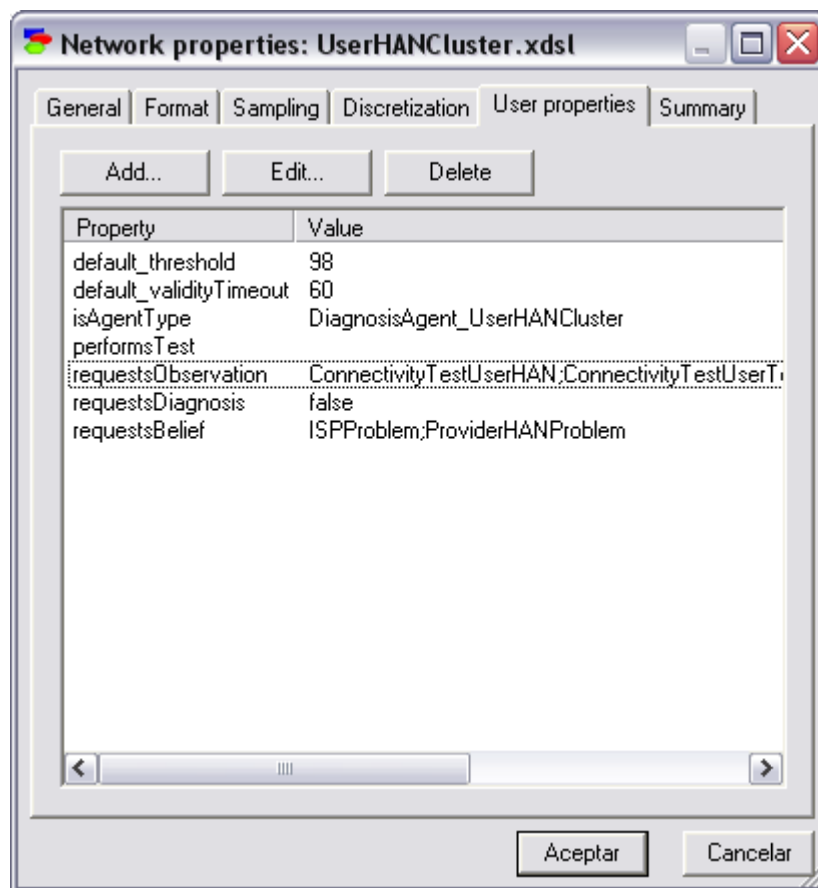 Network properties: UserHANCluster.xdsl
General Format Sampling Discretization User properties Summary
Add... Edit... Delete
Property Value
default_threshold 98
default_validityTimeout 60
isAgentType DiagnosisAgent_UserHANCluster
performsTest
requestsObservation ConnectivityTestUserHAN;ConnectivityTestUserT
requestsDiagnosis false
requestsBelief ISPProblem;ProviderHANProblem
Aceptar Cancelar